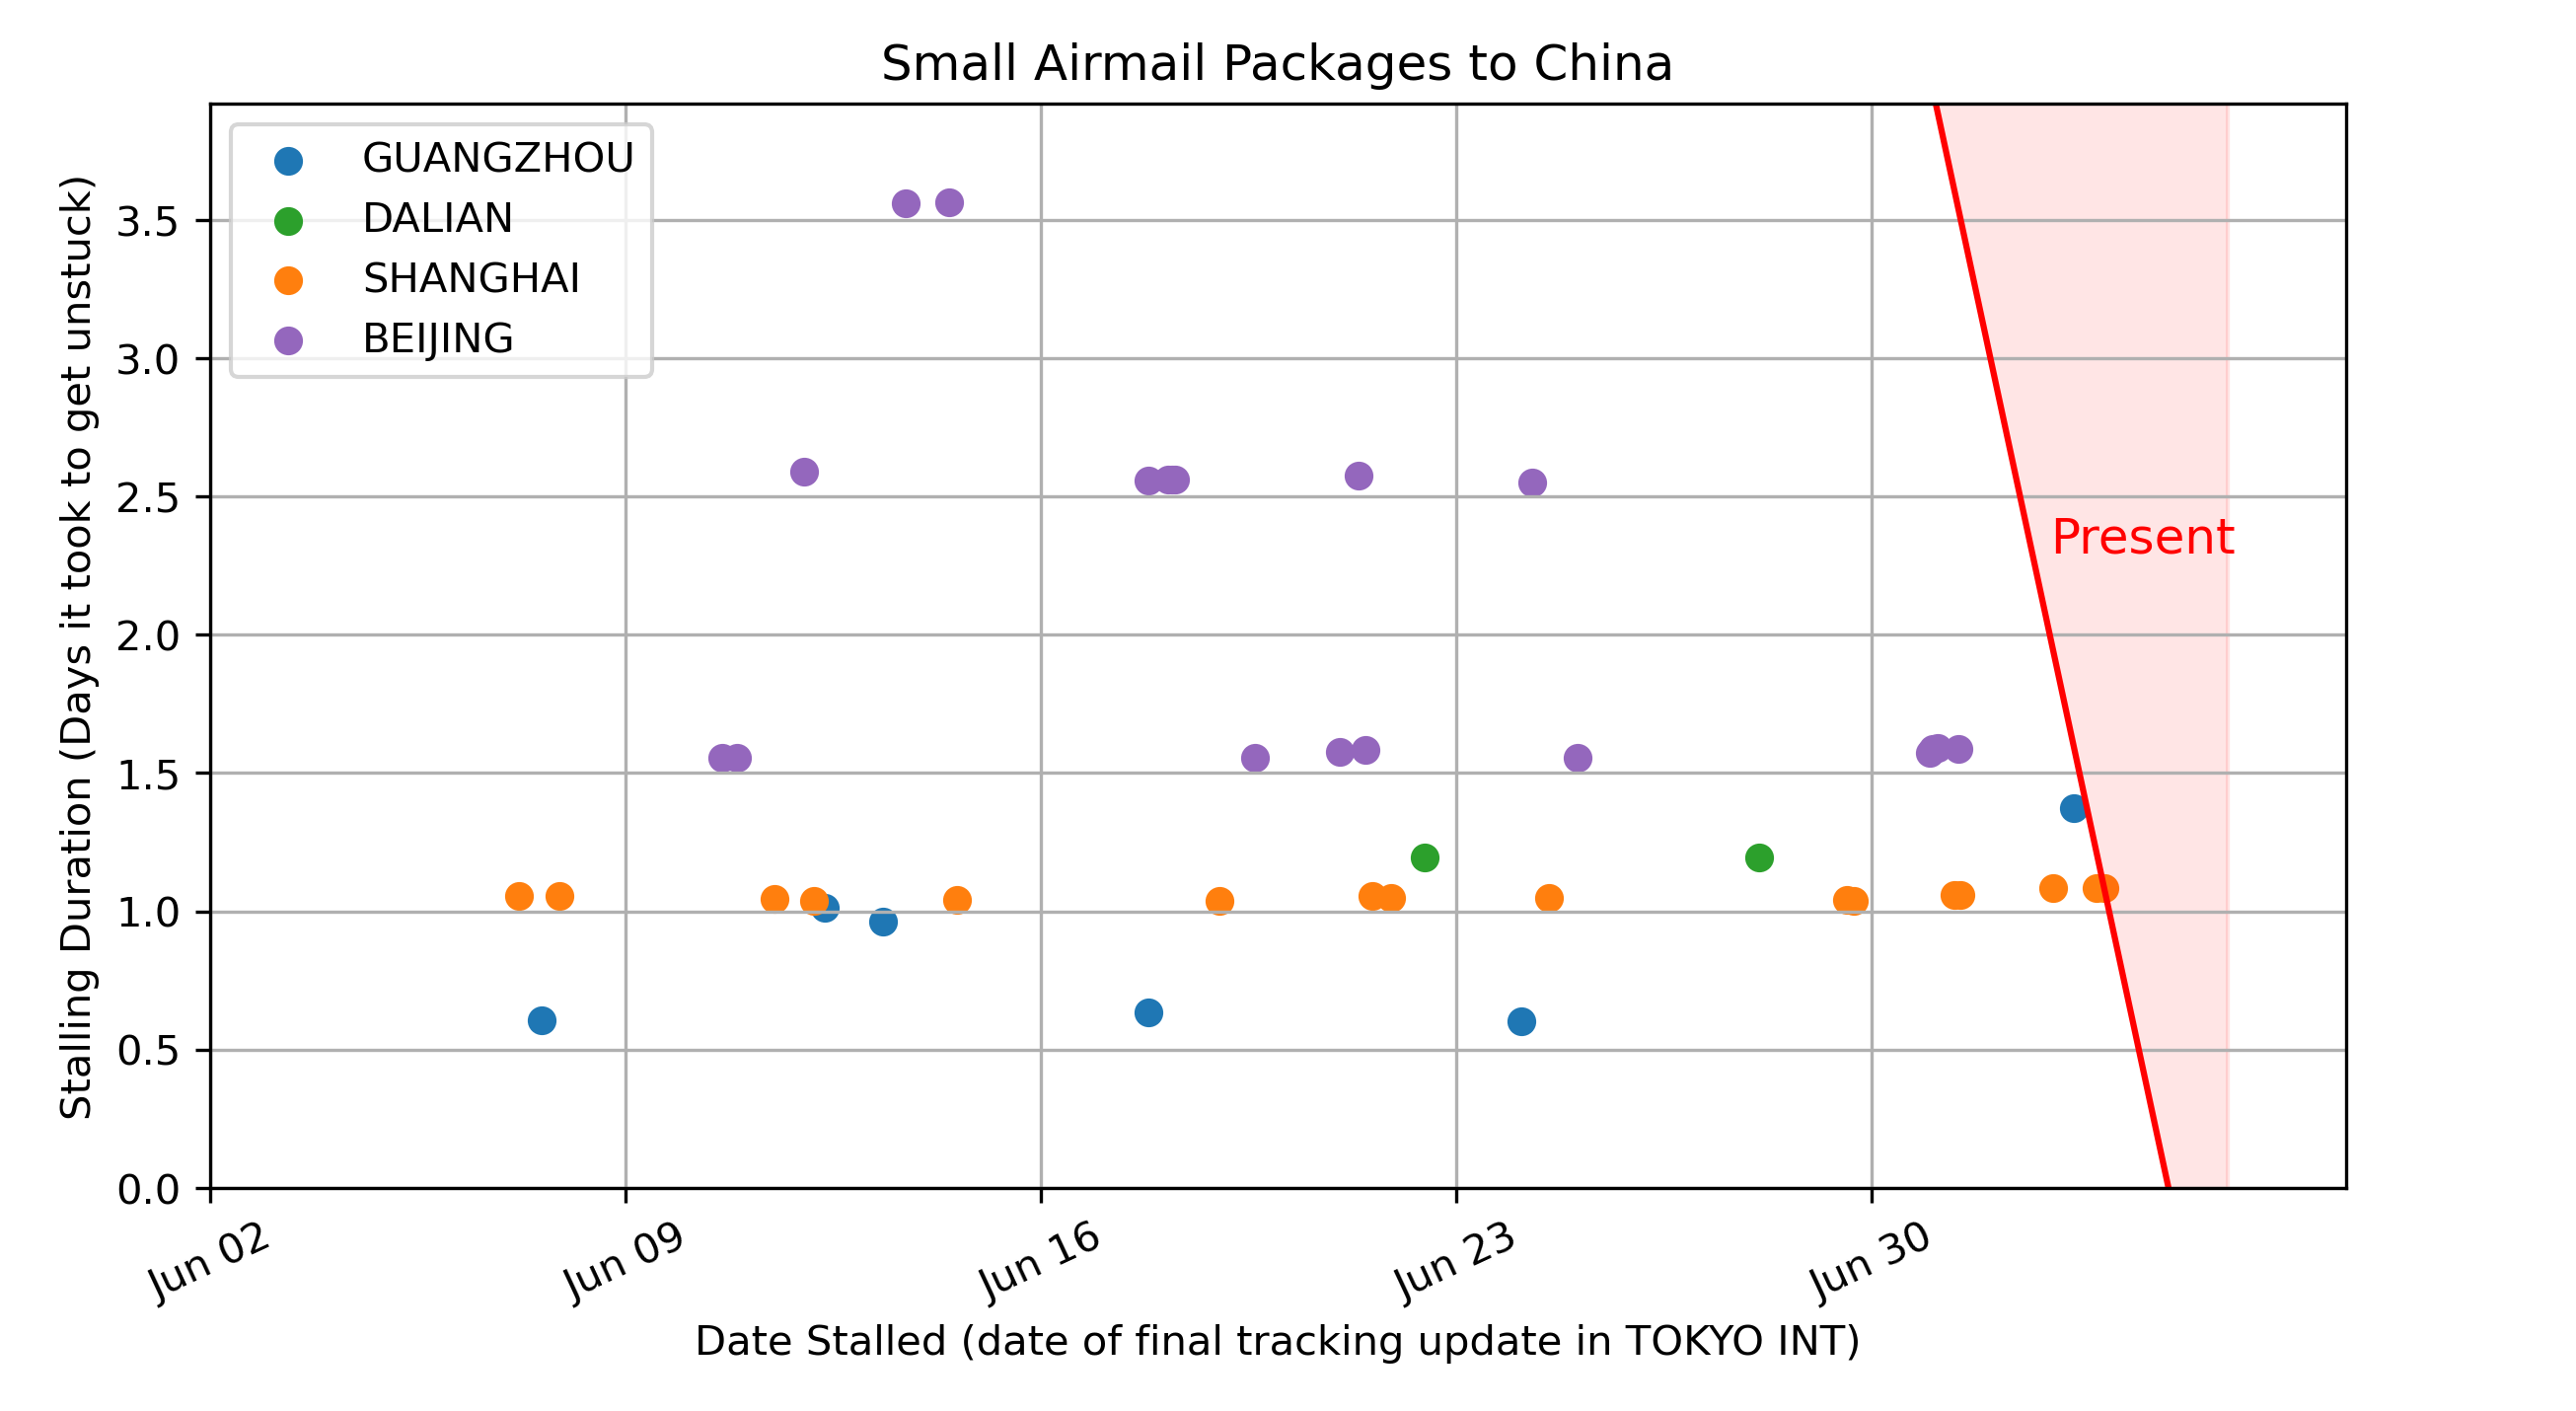 Small Airmail Packages to China
GUANGZHOU
DALIAN
SHANGHAI
BEIJING
Stalling Duration (Days it took to get unstuck)
3.5
3.0
2.5
2.0
1.5
1.0
0.5
0.0
Present
Jun 02
Jun 09
Jun 16
Jun 23
Jun 30
Date Stalled (date of final tracking update in TOKYO INT)